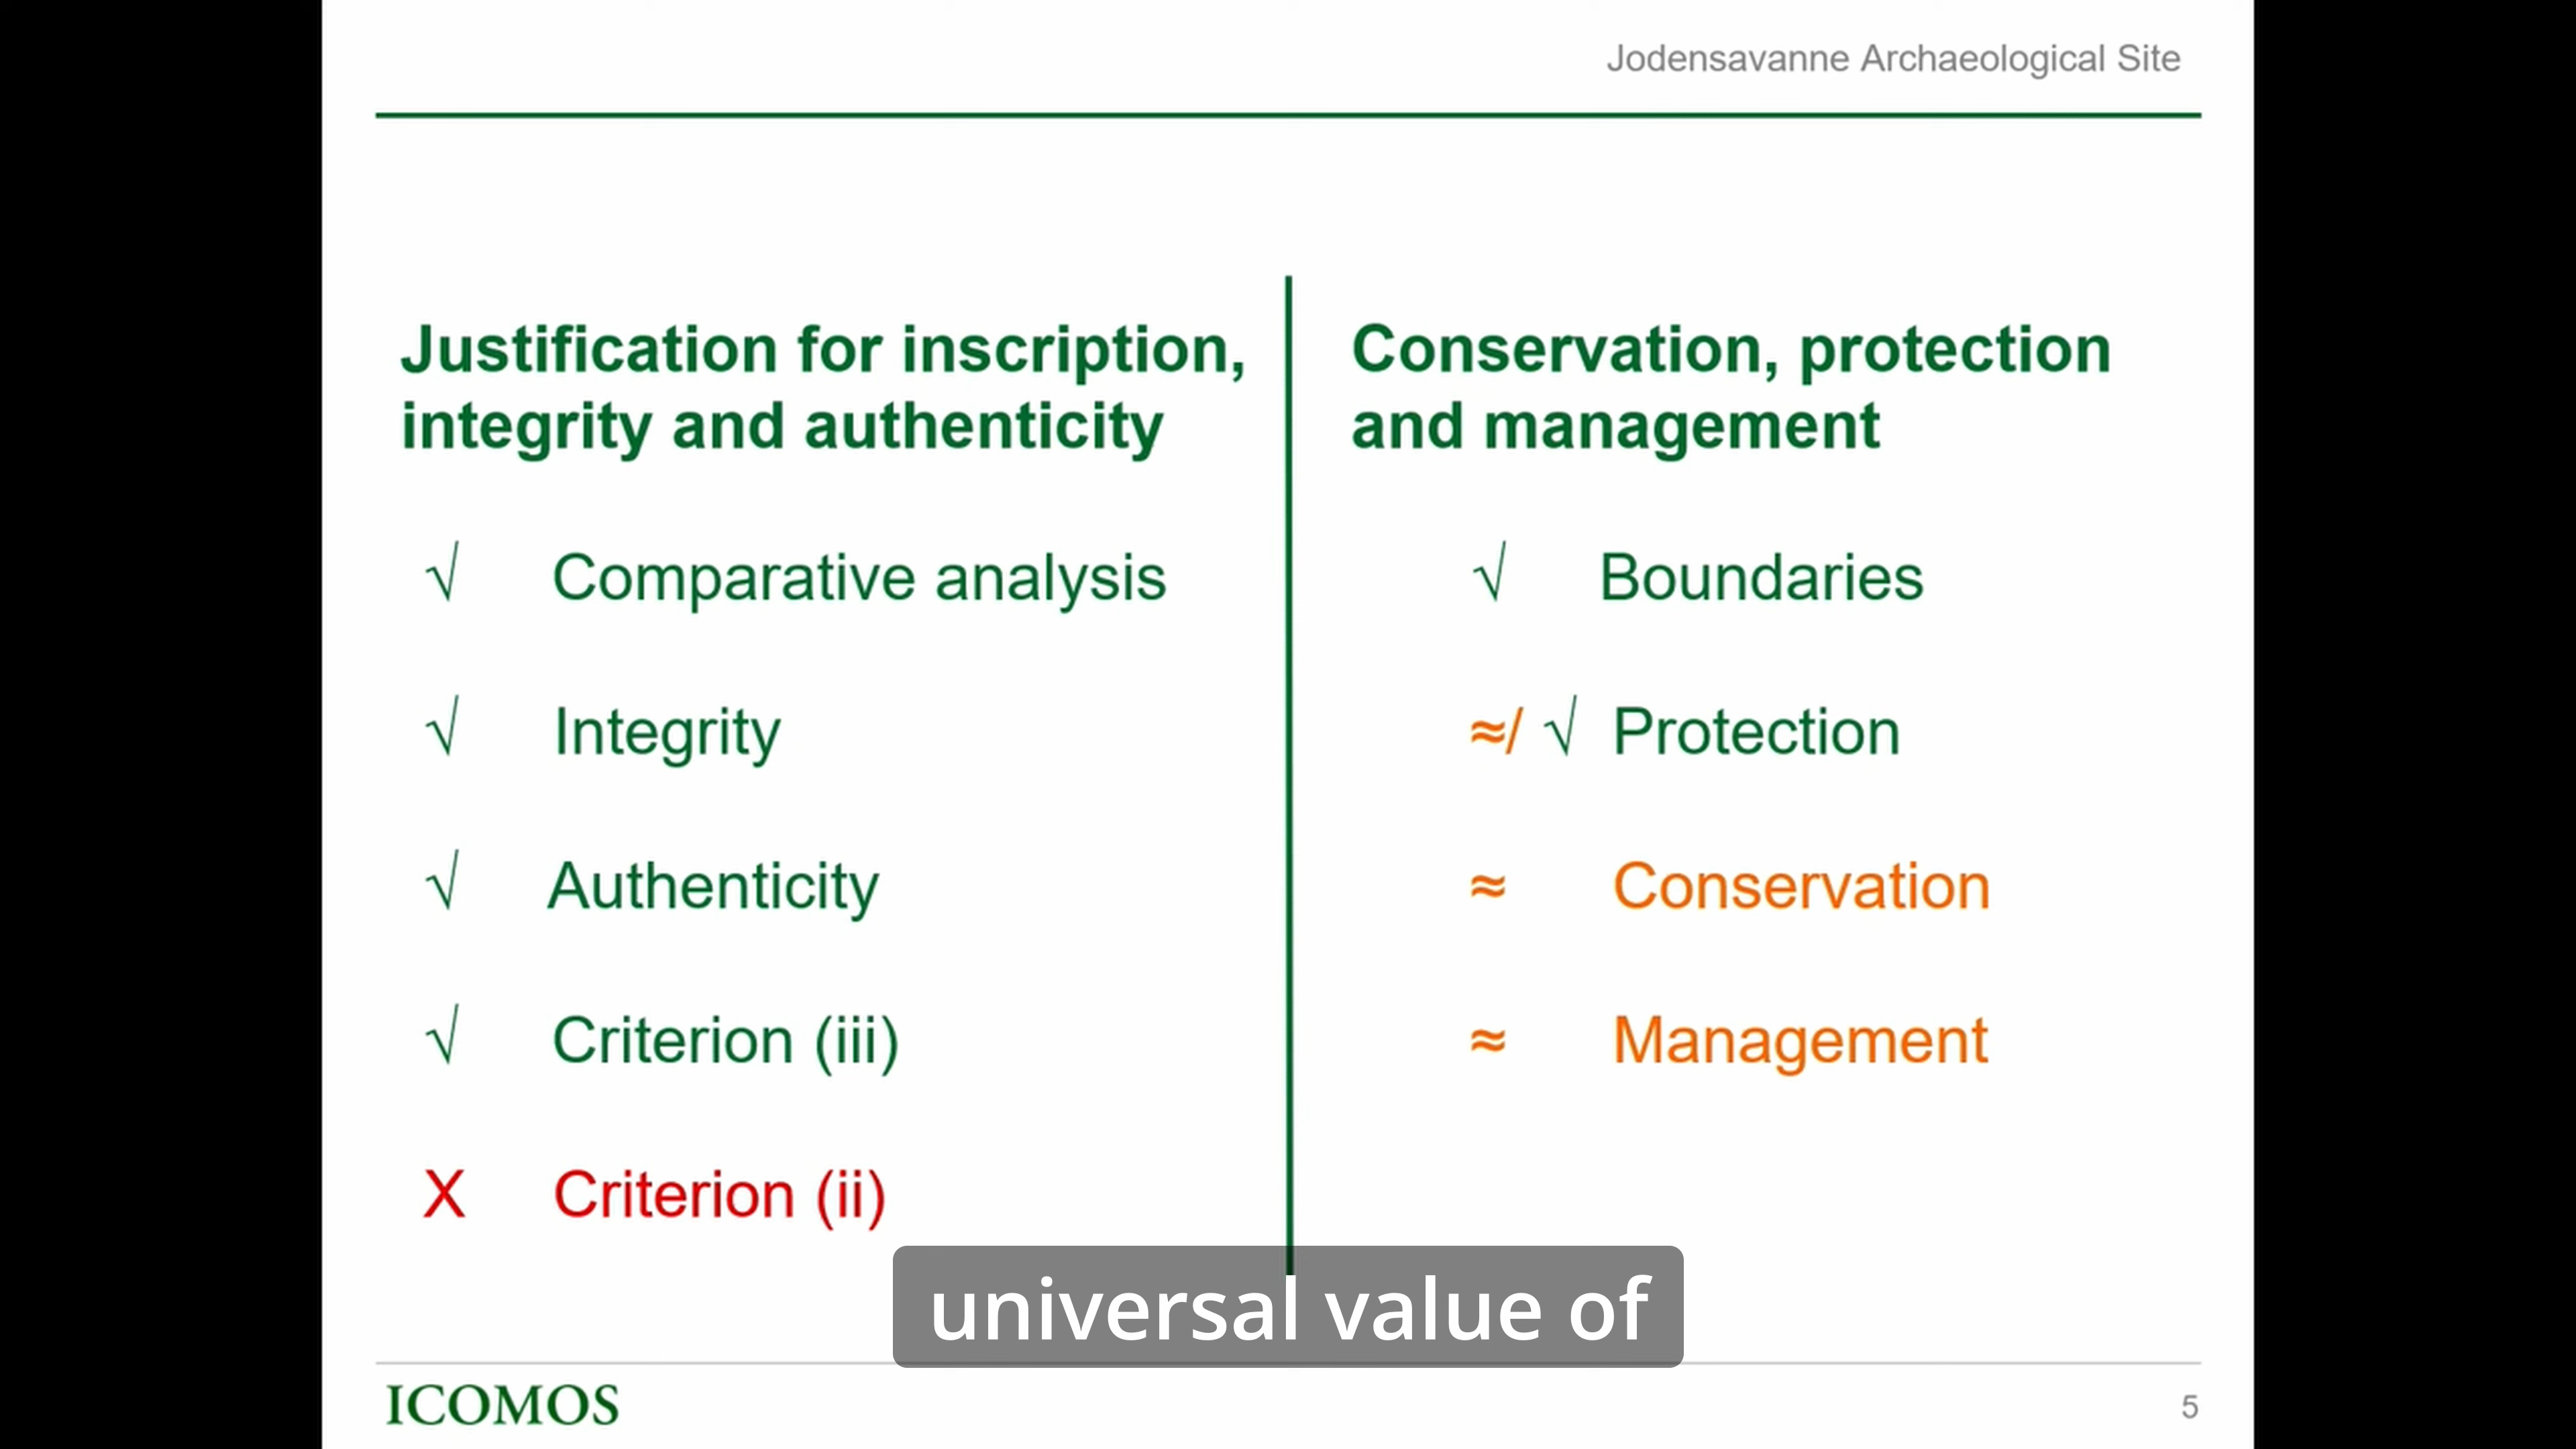 Jodensavanne Archaeological Site
Justification for inscription,
integrity and authenticity
√ Comparative analysis
√ Integrity
√ Authenticity
√ Criterion (iii)
X Criterion (ii)
Conservation, protection
and management
√ Boundaries
≈/ √ Protection
≈ Conservation
≈ Management
universal value of
ICOMOS
5